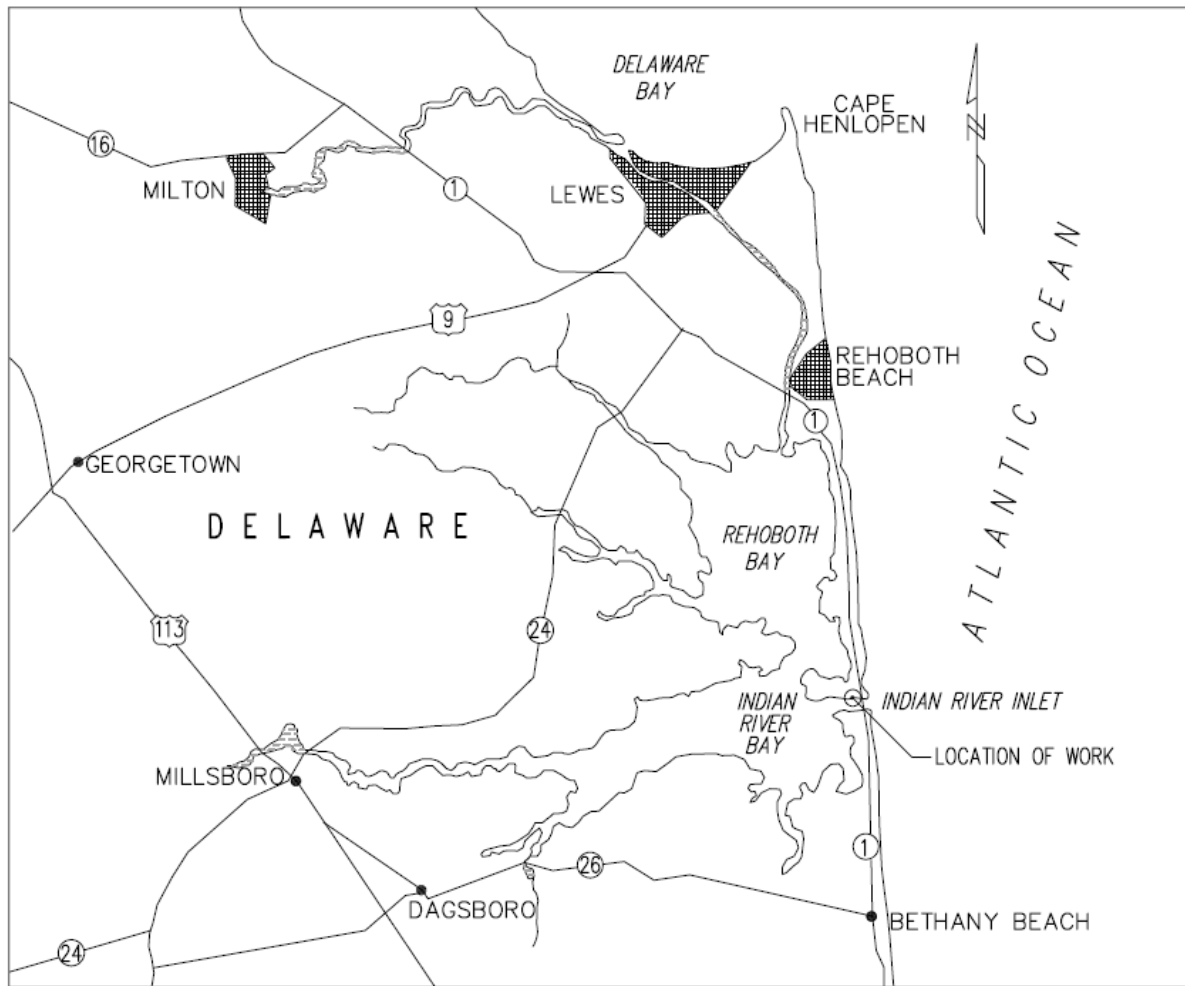 DELAWARE
BAY
CAPE
HENLOPEN
N
16
MILTON
1
LEWES
9
REHOBOTH
BEACH
1
ATLANTIC OCEAN
GEORGETOWN
DELAWARE
REHOBOTH
BAY
113
24
INDIAN
RIVER
BAY
INDIAN RIVER INLET
LOCATION OF WORK
MILLSBORO
1
26
DAGSBORO
BETHANY BEACH
24